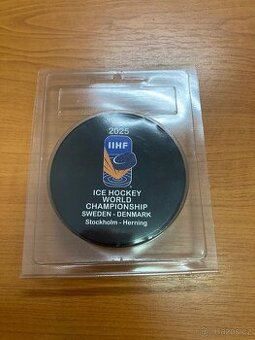 2025
IIHF
ICE HOCKEY
WORLD
CHAMPIONSHIP
SWEDEN - DENMARK
Stockholm - Herning